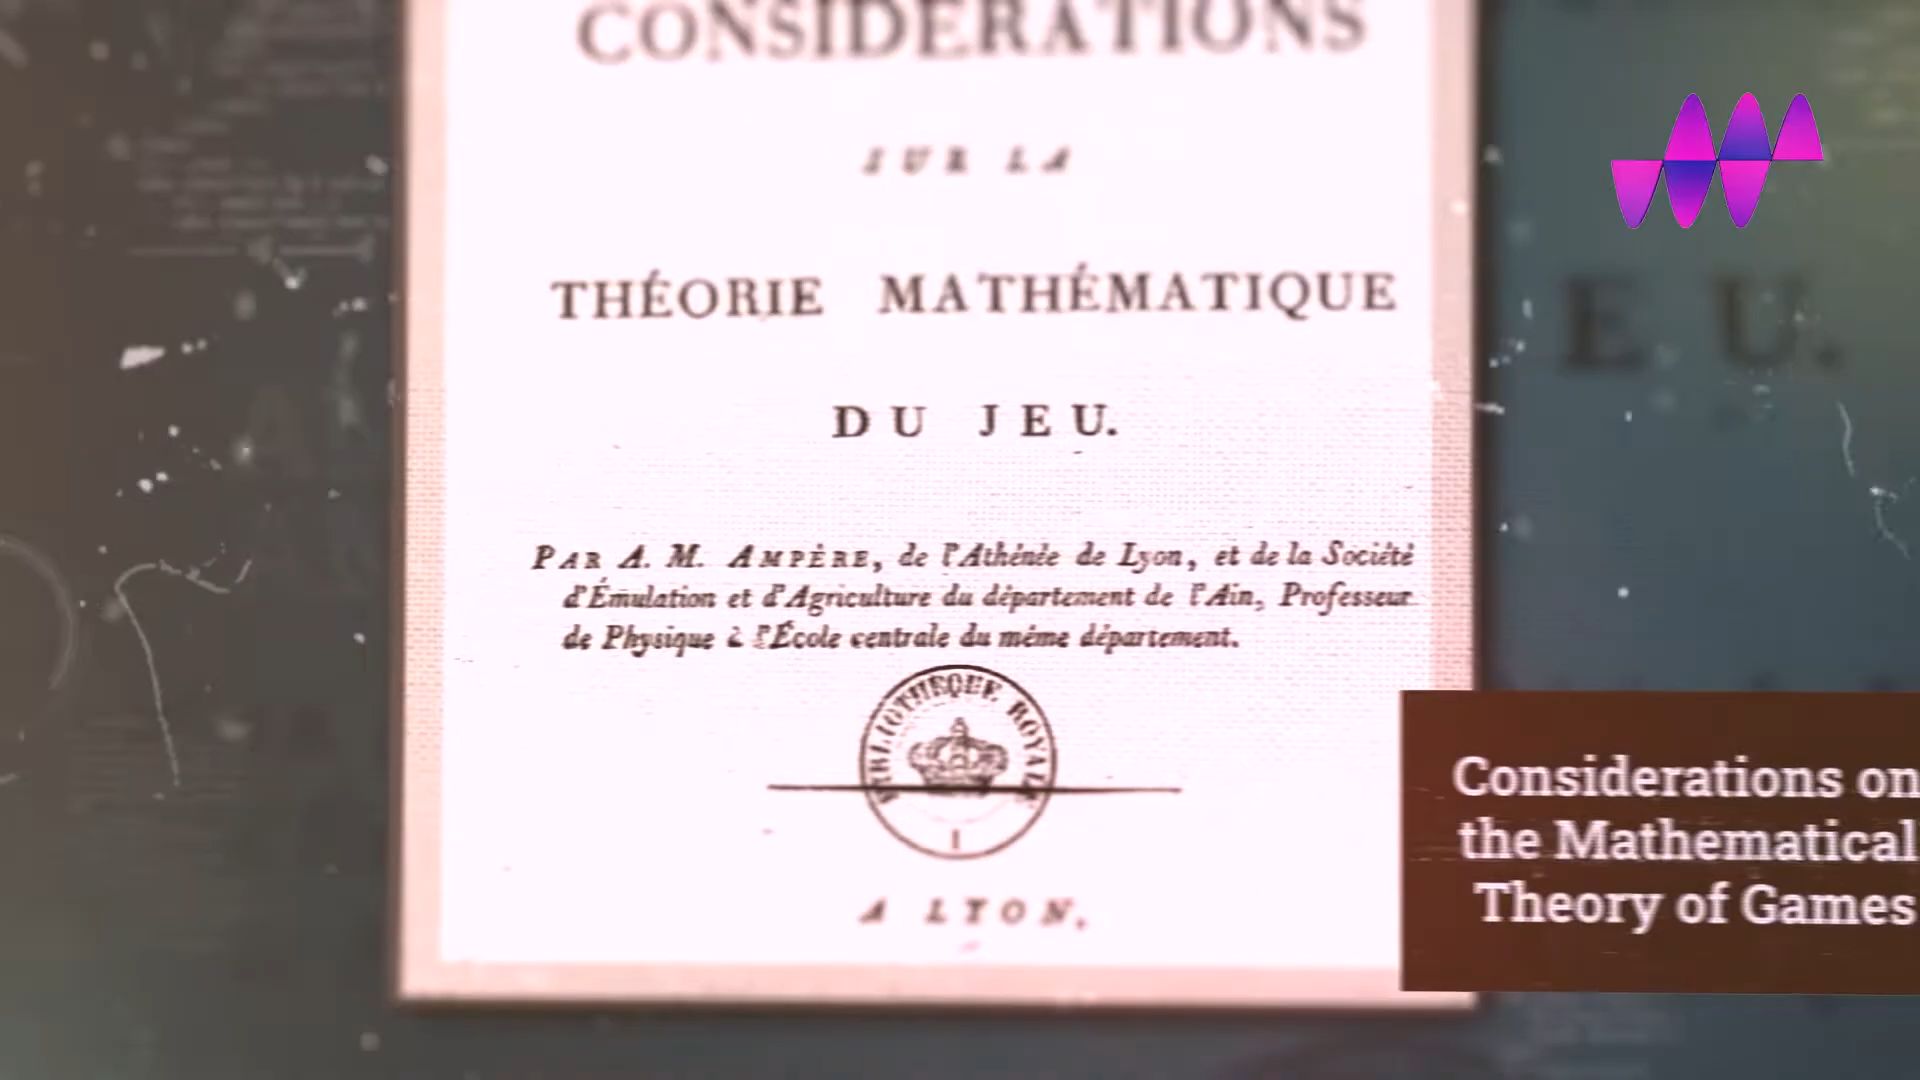 CONSIDERATIONS
SUR LA
THÉORIE MATHÉMATIQUE
DU JEU.
PAR A. M. AMPÈRE, de l'Athénée de Lyon, et de la Société
d'Émulation et d'Agriculture du département de l'Ain, Professeur
de Physique à l'École centrale du même département.
BIBLIOTHEQUE ROYALE
I
A LYON,
E U.
Considerations on
the Mathematical
Theory of Games